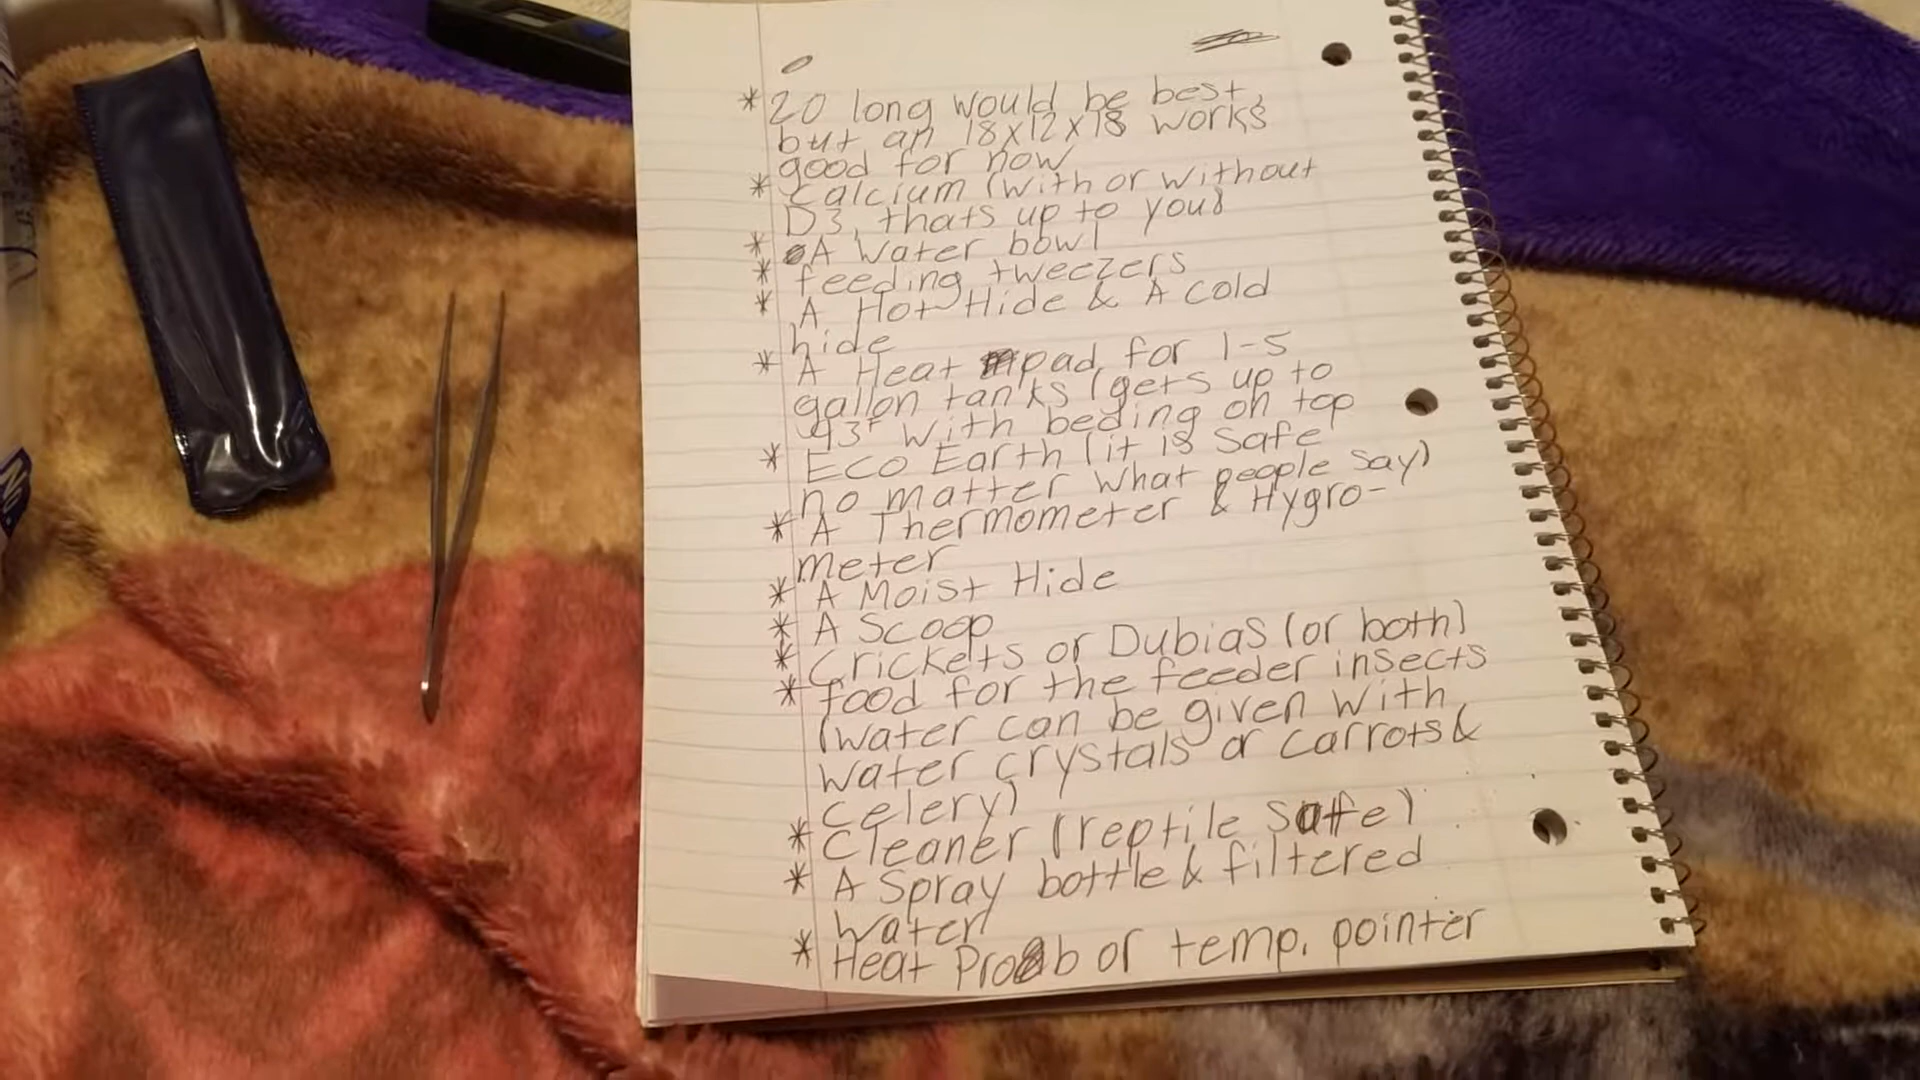 * 20 long would be best,
but an 18x12x18 works
good for now
* Calcium (with or without
D3, thats up to you)
* A Water bowl
* feeding tweezers
* A Hot Hide & A cold
hide
* A Heat pad for 1-5
gallon tanks (gets up to
93° with beding on top
* Eco Earth (it is safe
no matter what people say)
* A Thermometer & Hygro-
meter
* A Moist Hide
* A Scoop
* Crickets or Dubias (or both)
* food for the feeder insects
(water can be given with
water crystals or carrots &
celery)
* Cleaner (reptile safe)
* A Spray bottle & filtered
water
* Heat Prob or temp. pointer
No.